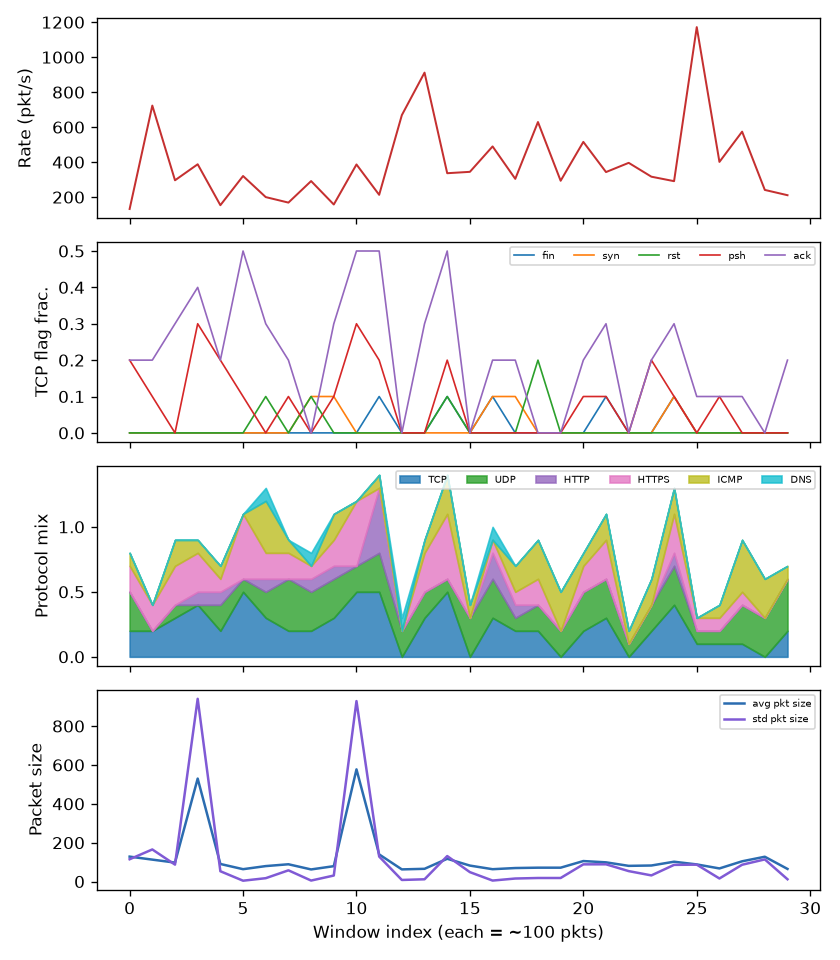 1200
1000
800
600
400
200
Rate (pkt/s)
0.5
0.4
0.3
0.2
0.1
0.0
TCP flag frac.
fin syn rst psh ack
1.0
0.5
0.0
Protocol mix
TCP UDP HTTP HTTPS ICMP DNS
800
600
400
200
0
Packet size
avg pkt size
std pkt size
0 5 10 15 20 25 30
Window index (each = ~100 pkts)